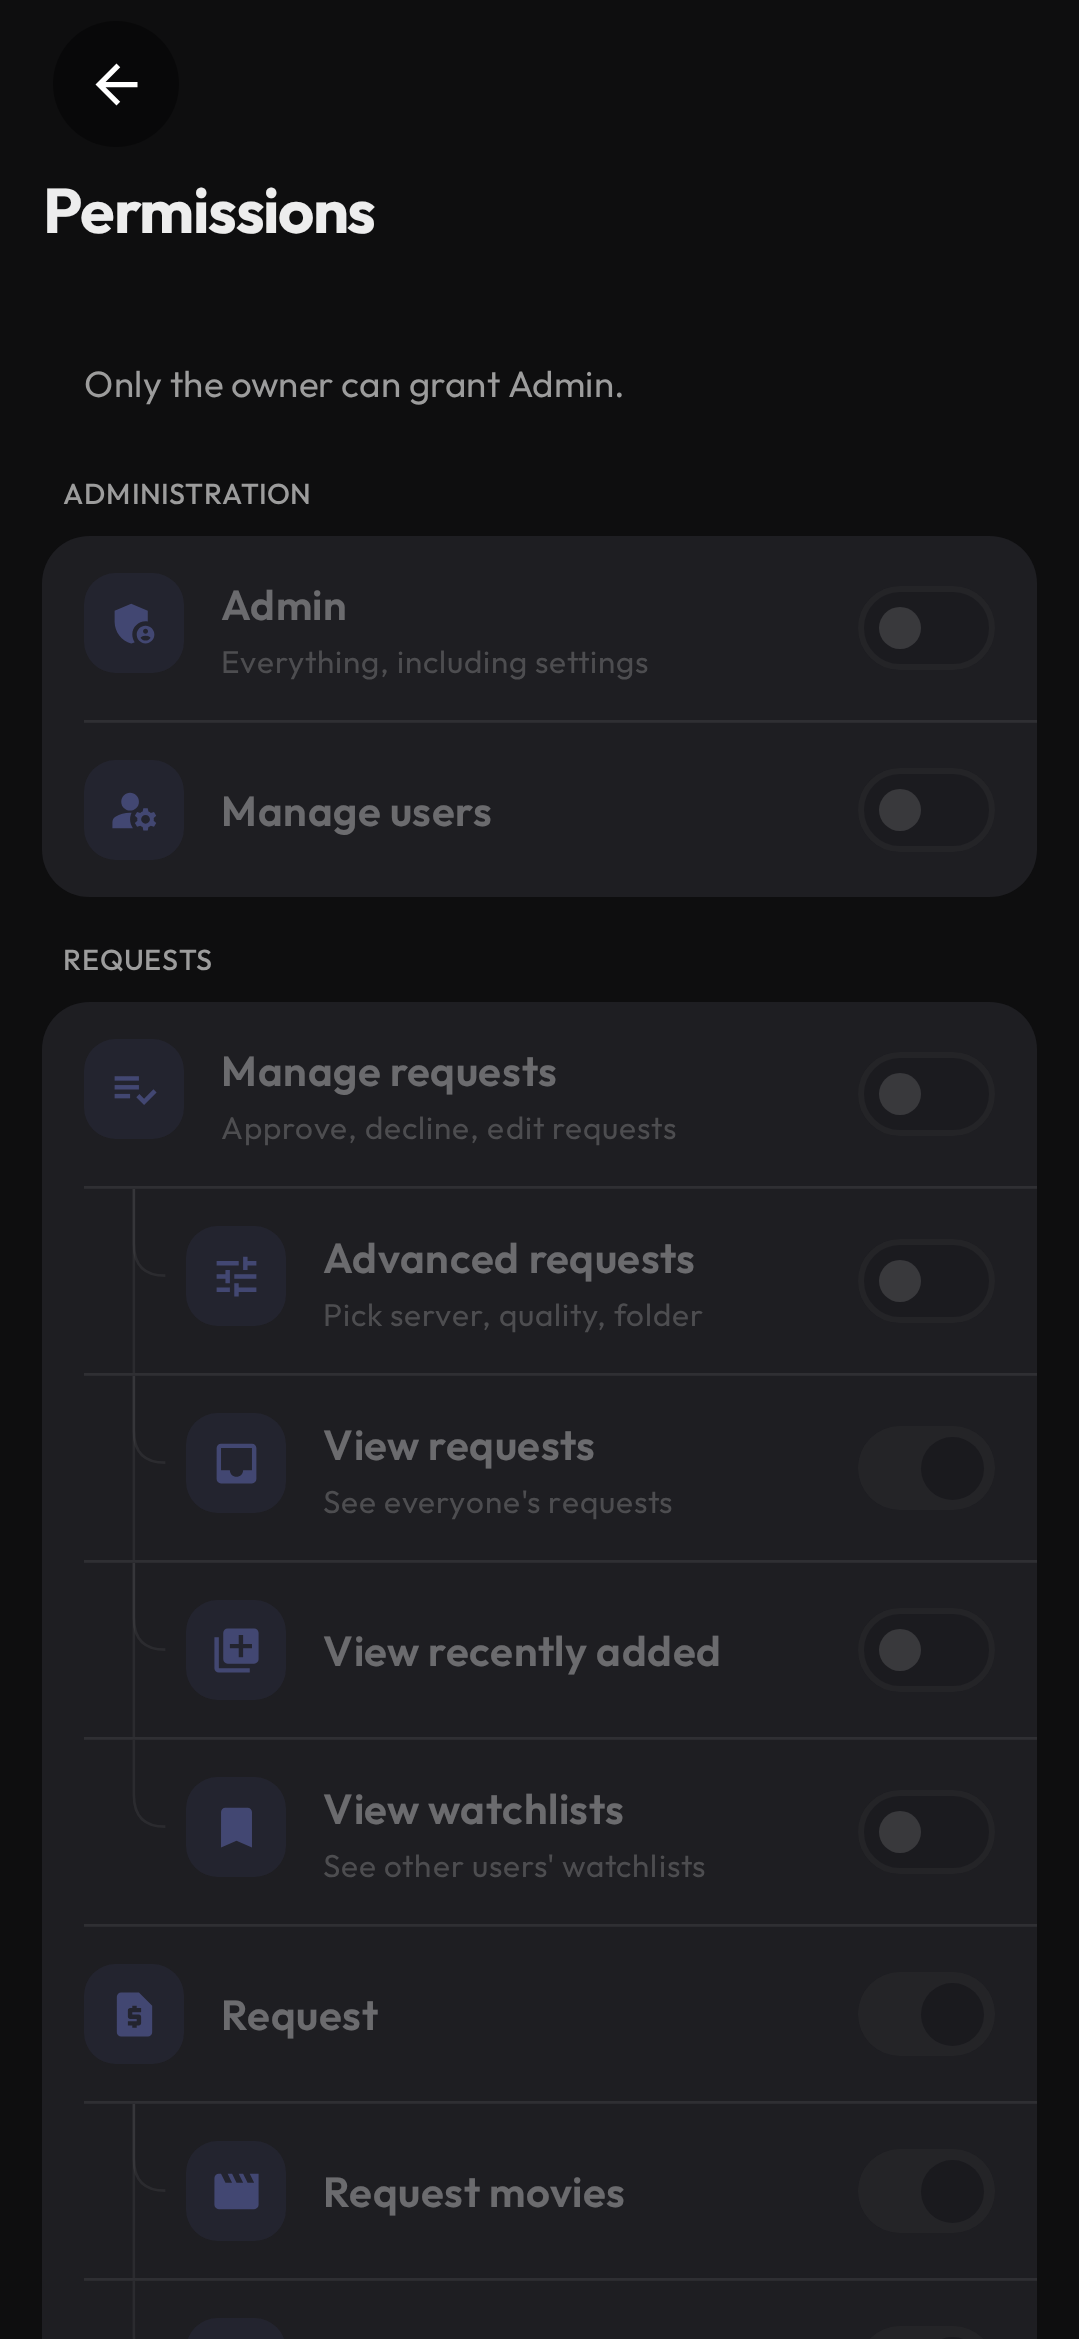 Permissions
Only the owner can grant Admin.
ADMINISTRATION
Admin
Everything, including settings
Manage users
REQUESTS
Manage requests
Approve, decline, edit requests
Advanced requests
Pick server, quality, folder
View requests
See everyone's requests
View recently added
View watchlists
See other users' watchlists
Request
Request movies